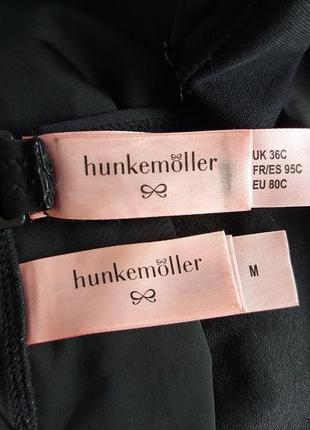 hunkemöller
UK 36C
FR/ES 95C
EU 80C
hunkemöller
M